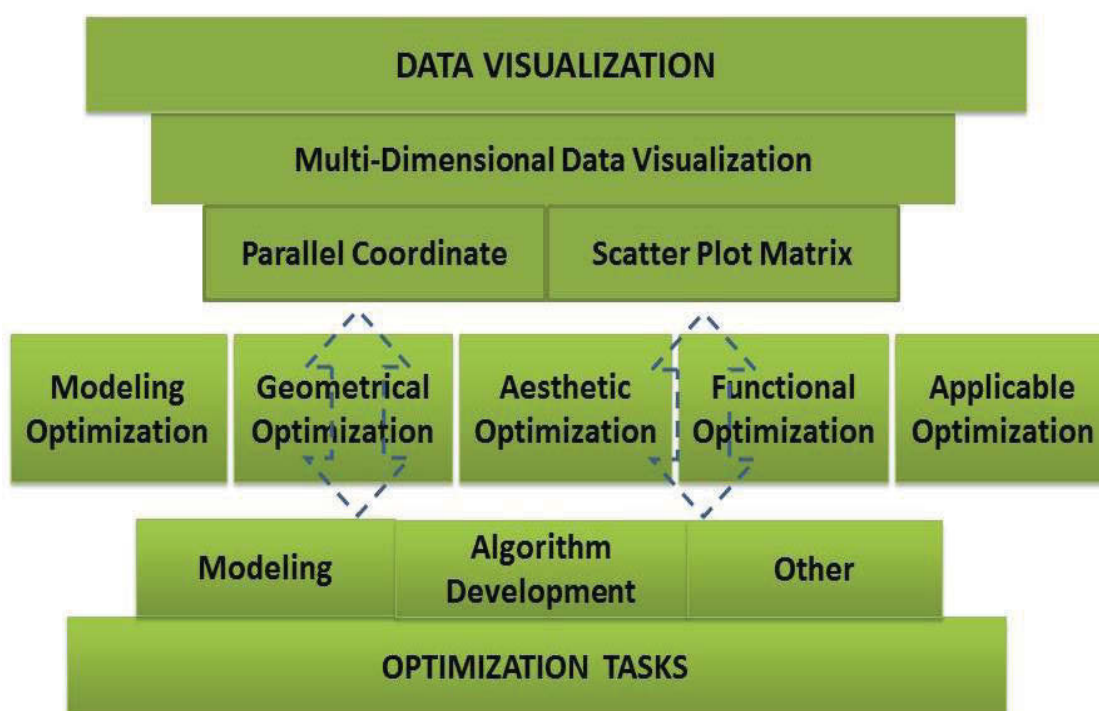 DATA VISUALIZATION
Multi-Dimensional Data Visualization
Parallel Coordinate
Scatter Plot Matrix
Modeling
Optimization
Geometrical
Optimization
Aesthetic
Optimization
Functional
Optimization
Applicable
Optimization
Modeling
Algorithm
Development
Other
OPTIMIZATION TASKS